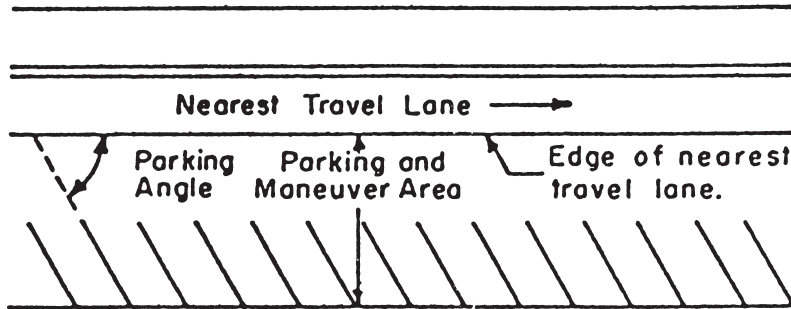 Nearest Travel Lane
Parking
Angle
Parking and
Maneuver Area
Edge of nearest
travel lane.